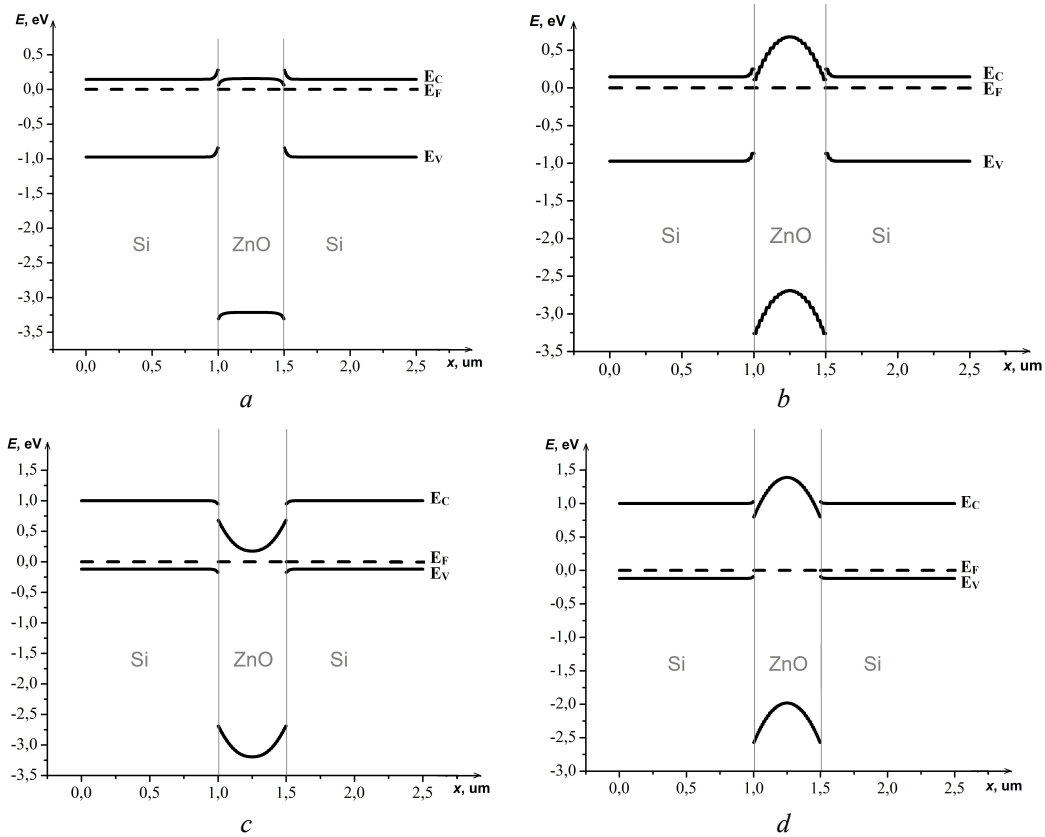 E, eV
0,5
0,0
-0,5
-1,0
-1,5
-2,0
-2,5
-3,0
-3,5
E_C
E_F
E_V
Si
ZnO
Si
0,0 0,5 1,0 1,5 2,0 2,5
x, um
a
E, eV
0,5
0,0
-0,5
-1,0
-1,5
-2,0
-2,5
-3,0
-3,5
E_C
E_F
E_V
Si
ZnO
Si
0,0 0,5 1,0 1,5 2,0 2,5
x, um
b
E, eV
1,5
1,0
0,5
0,0
-0,5
-1,0
-1,5
-2,0
-2,5
-3,0
-3,5
E_C
E_F
E_V
Si
ZnO
Si
0,0 0,5 1,0 1,5 2,0 2,5
x, um
c
E, eV
1,5
1,0
0,5
0,0
-0,5
-1,0
-1,5
-2,0
-2,5
-3,0
E_C
E_F
E_V
Si
ZnO
Si
0,0 0,5 1,0 1,5 2,0 2,5
x, um
d